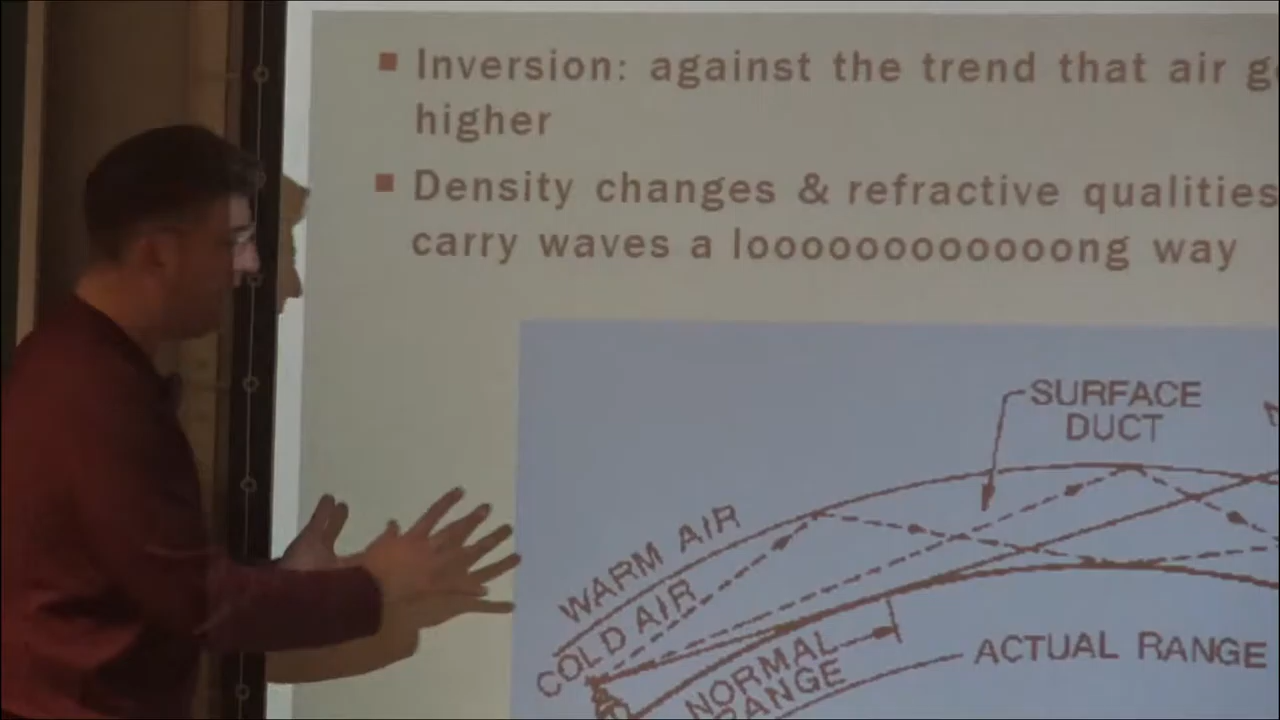 Inversion: against the trend that air g
higher
Density changes & refractive qualities
carry waves a looooooooooooong way
SURFACE
DUCT
WARM AIR
COLD AIR
NORMAL
RANGE
ACTUAL RANGE